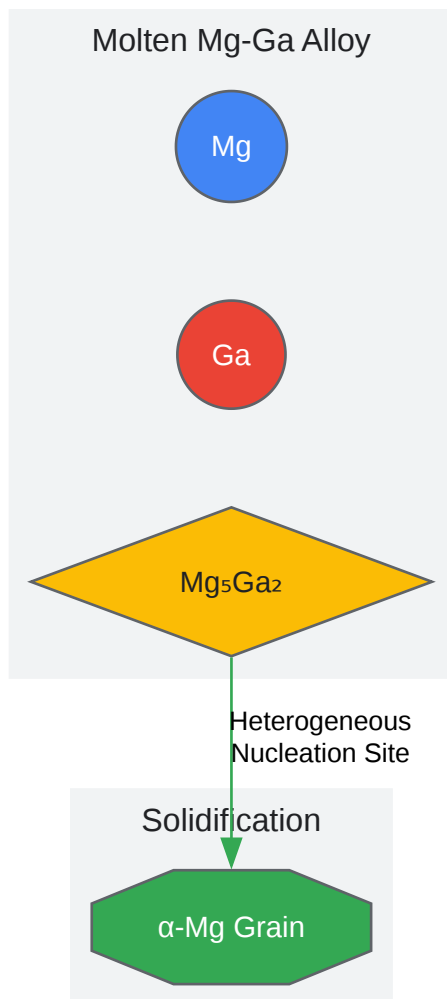 Molten Mg-Ga Alloy
Mg
Ga
Mg₅Ga₂
Heterogeneous
Nucleation Site
Solidification
α-Mg Grain